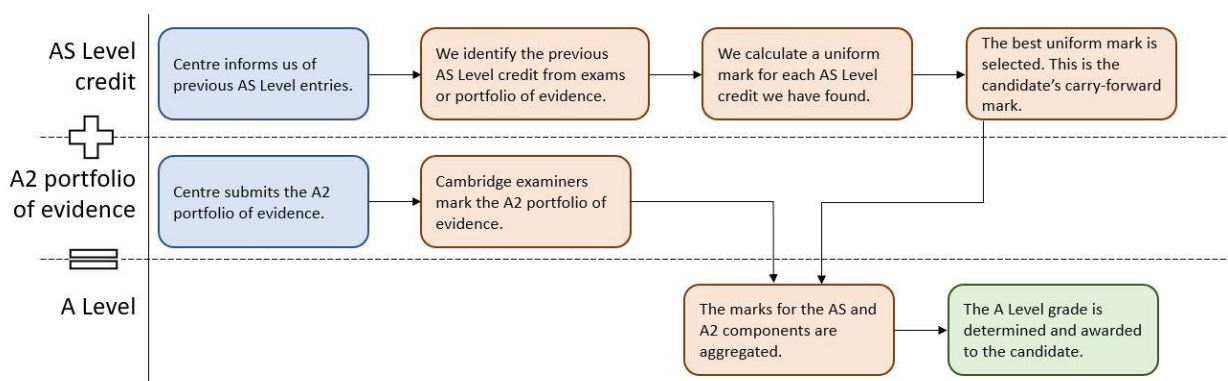 AS Level
credit
Centre informs us of
previous AS Level entries.
We identify the previous
AS Level credit from exams
or portfolio of evidence.
We calculate a uniform
mark for each AS Level
credit we have found.
The best uniform mark is
selected. This is the
candidate's carry-forward
mark.
A2 portfolio
of evidence
Centre submits the A2
portfolio of evidence.
Cambridge examiners
mark the A2 portfolio of
evidence.
A Level
The marks for the AS and
A2 components are
aggregated.
The A Level grade is
determined and awarded
to the candidate.